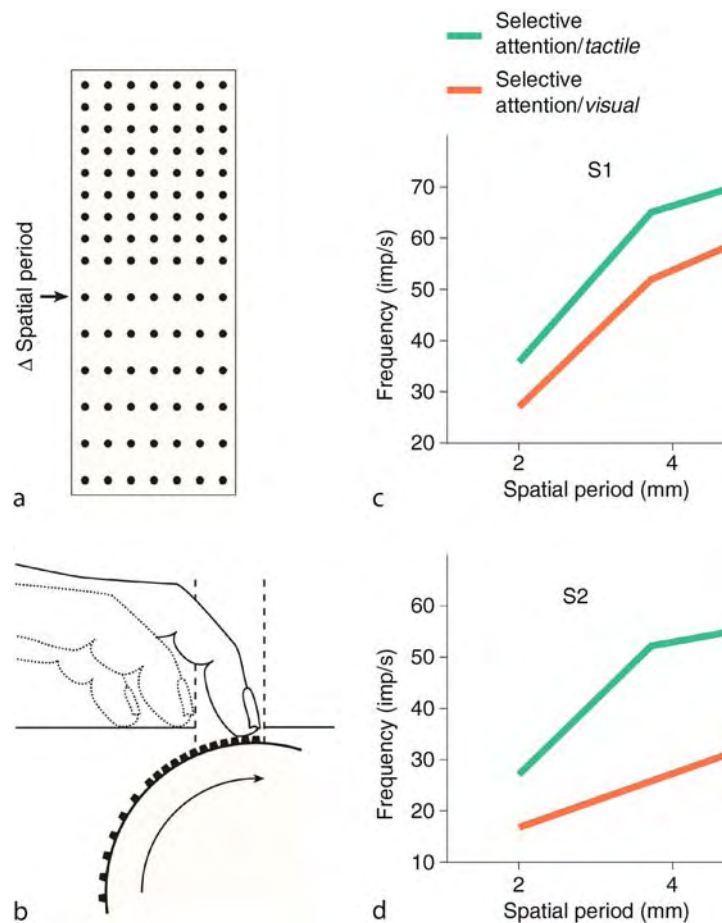 Selective
attention/tactile
Selective
attention/visual
Δ Spatial period
a
S1
Frequency (imp/s)
70
60
50
40
30
20
2
4
Spatial period (mm)
c
b
S2
Frequency (imp/s)
60
50
40
30
20
10
2
4
Spatial period (mm)
d